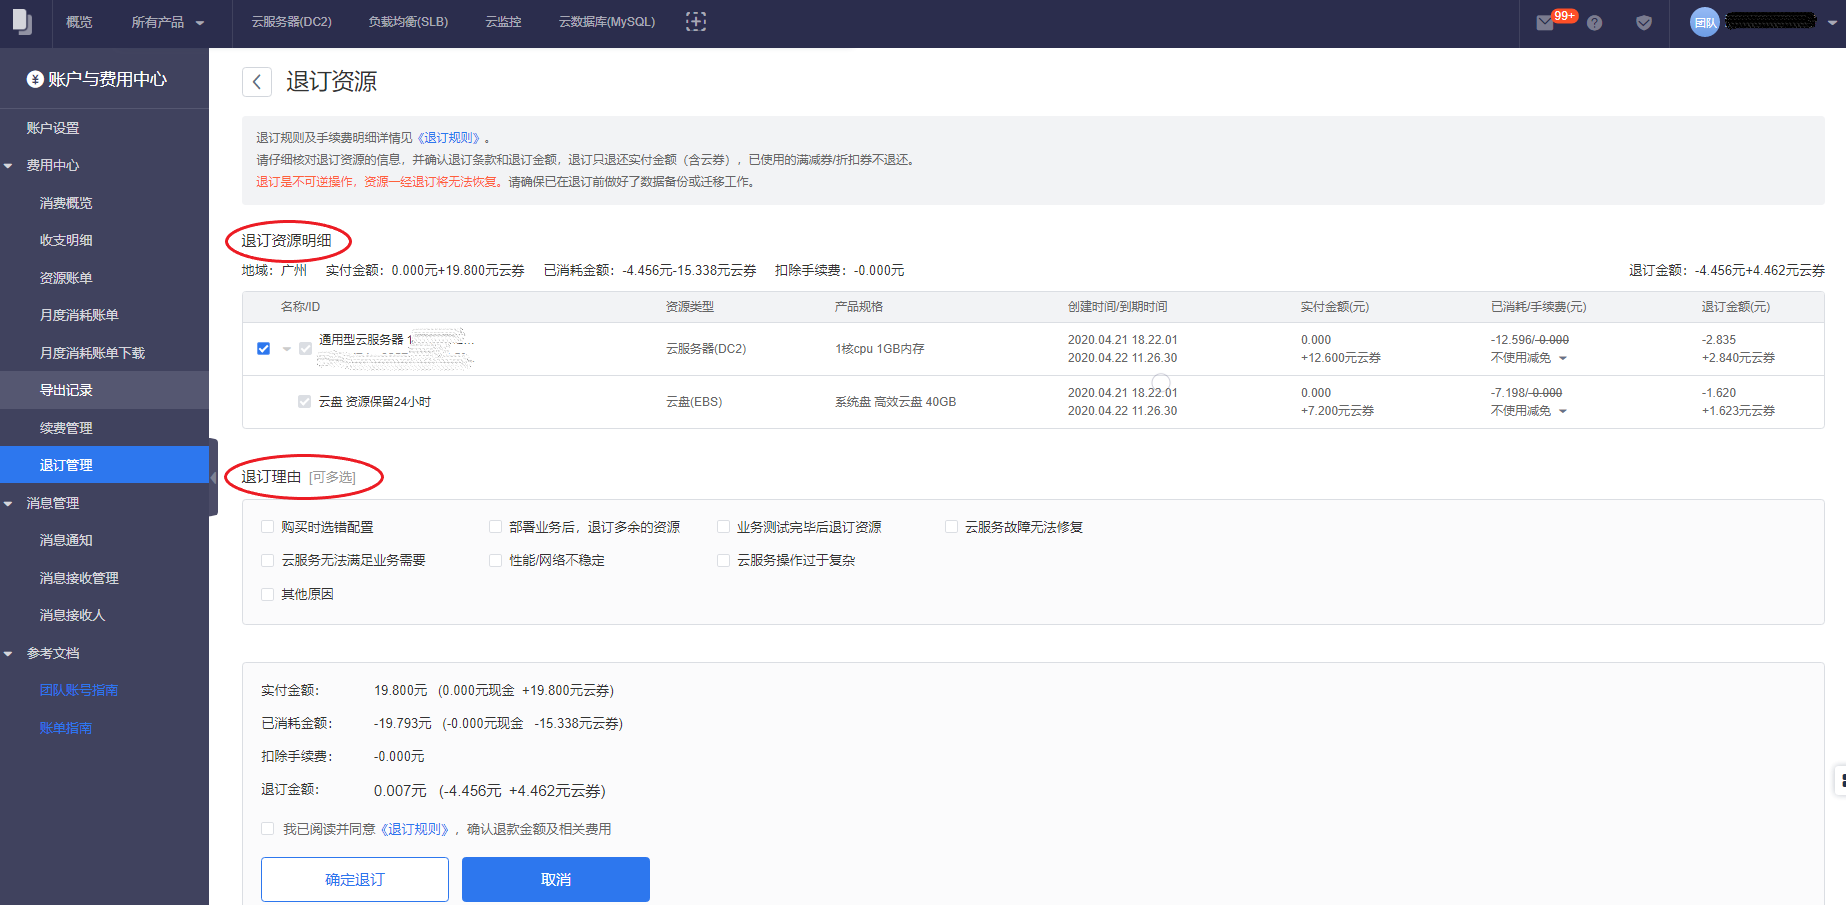 概览 所有产品 云服务器(DC2) 负载均衡(SLB) 云监控 云数据库(MySQL) 99+ 团队
账户与费用中心
账户设置
费用中心
消费概览
收支明细
资源账单
月度消耗账单
月度消耗账单下载
导出记录
续费管理
退订管理
消息管理
消息通知
消息接收管理
消息接收人
参考文档
团队账号指南
账单指南
退订资源
退订规则及手续费明细详情见《退订规则》。
请仔细核对退订资源的信息，并确认退订条款和退订金额，退订只退还实付金额（含云券），已使用的满减券/折扣券不退还。
退订是不可逆操作，资源一经退订将无法恢复。请确保已在退订前做好了数据备份或迁移工作。
退订资源明细
地域：广州 实付金额：0.000元+19.800元云券 已消耗金额：-4.456元-15.338元云券 扣除手续费：-0.000元 退订金额：-4.456元+4.462元云券
名称/ID 资源类型 产品规格 创建时间/到期时间 实付金额(元) 已消耗/手续费(元) 退订金额(元)
通用型云服务器 1 云服务器(DC2) 1核cpu 1GB内存 2020.04.21 18.22.01 0.000 -12.596/-0.000 -2.835
2020.04.22 11.26.30 +12.600元云券 不使用减免 +2.840元云券
云盘 资源保留24小时 云盘(EBS) 系统盘 高效云盘 40GB 2020.04.21 18.22.01 0.000 -7.198/-0.000 -1.620
2020.04.22 11.26.30 +7.200元云券 不使用减免 +1.623元云券
退订理由 [可多选]
购买时选错配置 部署业务后，退订多余的资源 业务测试完毕后退订资源 云服务故障无法修复
云服务无法满足业务需要 性能/网络不稳定 云服务操作过于复杂
其他原因
实付金额： 19.800元 (0.000元现金 +19.800元云券)
已消耗金额： -19.793元 (-0.000元现金 -15.338元云券)
扣除手续费： -0.000元
退订金额： 0.007元 (-4.456元 +4.462元云券)
我已阅读并同意《退订规则》，确认退款金额及相关费用
确定退订 取消